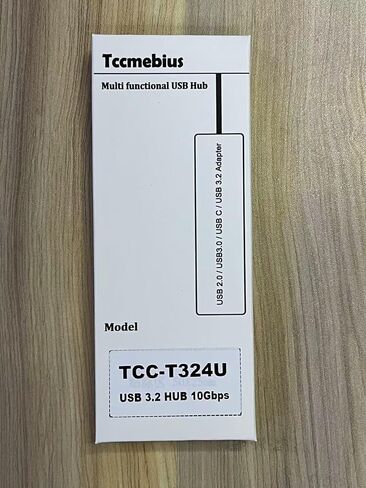 Tccmebius
Multi functional USB Hub
USB 2.0 / USB3.0 / USB C / USB 3.2 Adapter
Model
TCC-T324U
USB 3.2 HUB 10Gbps